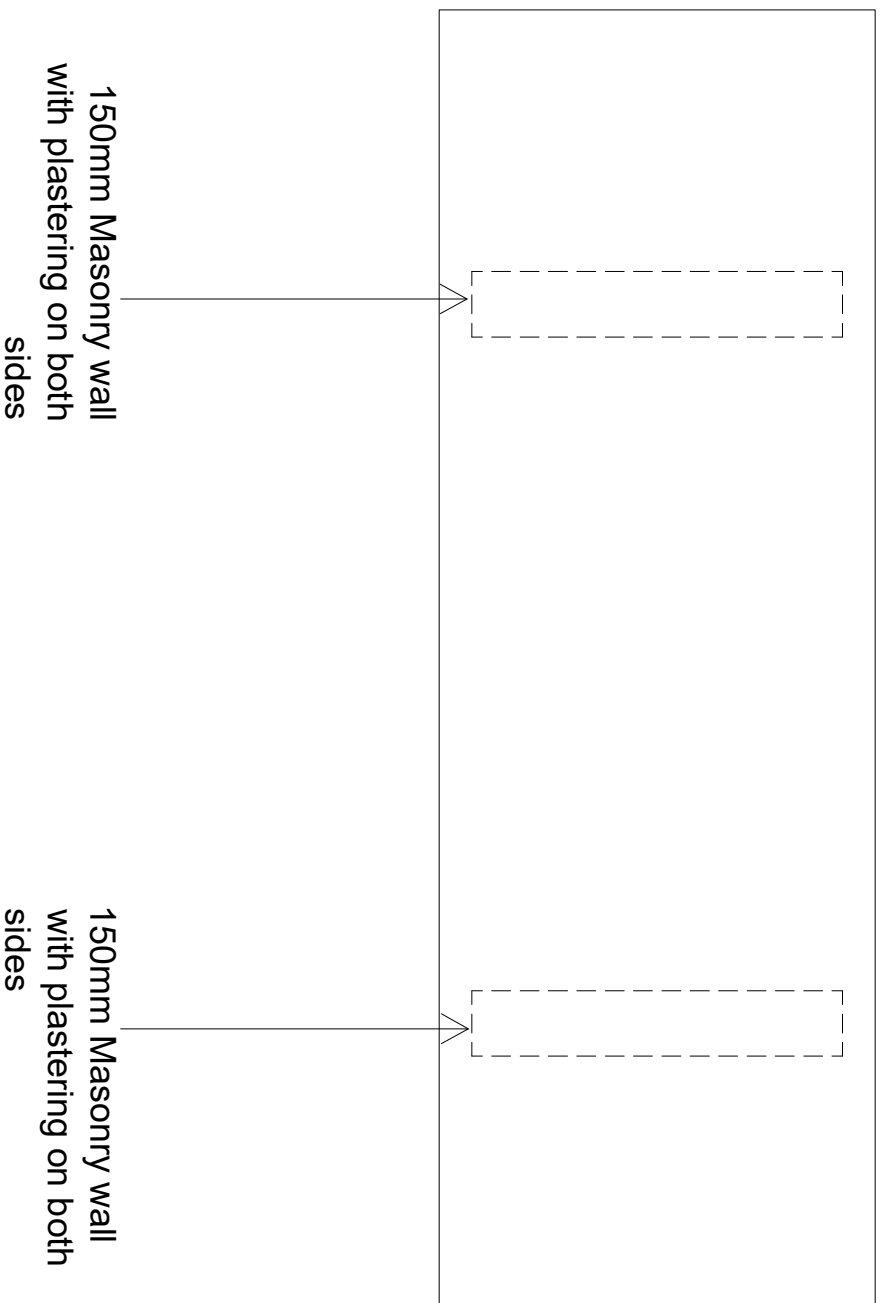 150mm Masonry wall
with plastering on both
sides
150mm Masonry wall
with plastering on both
sides